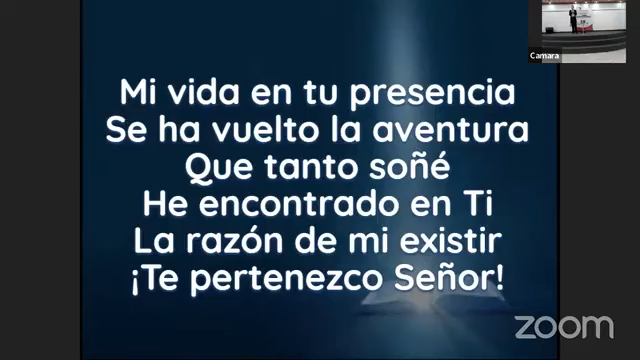 Camara
Mi vida en tu presencia
Se ha vuelto la aventura
Que tanto soñé
He encontrado en Ti
La razón de mi existir
¡Te pertenezco Señor!
zoom